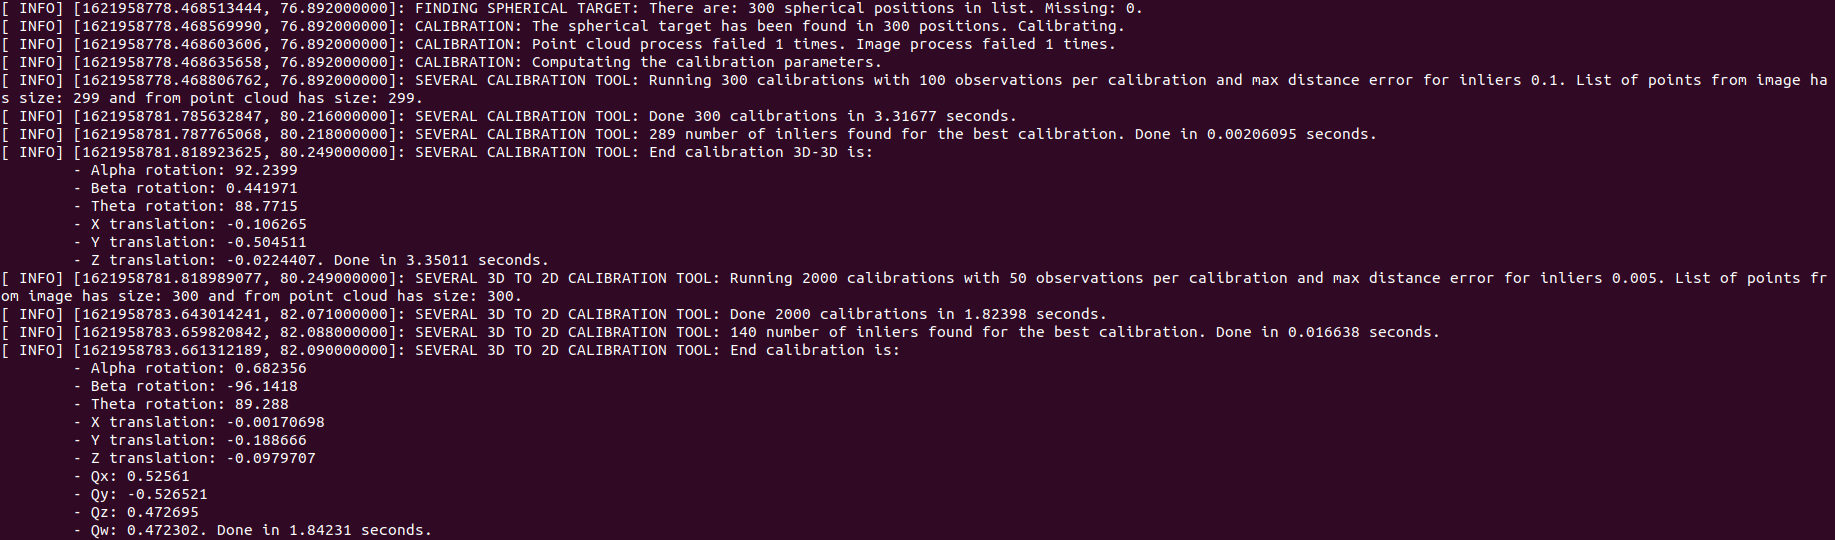 [ INFO] [1621958778.468513444, 76.892000000]: FINDING SPHERICAL TARGET: There are: 300 spherical positions in list. Missing: 0.
[ INFO] [1621958778.468569990, 76.892000000]: CALIBRATION: The spherical target has been found in 300 positions. Calibrating.
[ INFO] [1621958778.468603606, 76.892000000]: CALIBRATION: Point cloud process failed 1 times. Image process failed 1 times.
[ INFO] [1621958778.468635658, 76.892000000]: CALIBRATION: Computating the calibration parameters.
[ INFO] [1621958778.468806762, 76.892000000]: SEVERAL CALIBRATION TOOL: Running 300 calibrations with 100 observations per calibration and max distance error for inliers 0.1. List of points from image ha
s size: 299 and from point cloud has size: 299.
[ INFO] [1621958781.785632847, 80.216000000]: SEVERAL CALIBRATION TOOL: Done 300 calibrations in 3.31677 seconds.
[ INFO] [1621958781.787765068, 80.218000000]: SEVERAL CALIBRATION TOOL: 289 number of inliers found for the best calibration. Done in 0.00206095 seconds.
[ INFO] [1621958781.818923625, 80.249000000]: SEVERAL CALIBRATION TOOL: End calibration 3D-3D is:
- Alpha rotation: 92.2399
- Beta rotation: 0.441971
- Theta rotation: 88.7715
- X translation: -0.106265
- Y translation: -0.504511
- Z translation: -0.0224407. Done in 3.35011 seconds.
[ INFO] [1621958781.818989077, 80.249000000]: SEVERAL 3D TO 2D CALIBRATION TOOL: Running 2000 calibrations with 50 observations per calibration and max distance error for inliers 0.005. List of points fr
om image has size: 300 and from point cloud has size: 300.
[ INFO] [1621958783.643014241, 82.071000000]: SEVERAL 3D TO 2D CALIBRATION TOOL: Done 2000 calibrations in 1.82398 seconds.
[ INFO] [1621958783.659820842, 82.088000000]: SEVERAL 3D TO 2D CALIBRATION TOOL: 140 number of inliers found for the best calibration. Done in 0.016638 seconds.
[ INFO] [1621958783.661312189, 82.090000000]: SEVERAL 3D TO 2D CALIBRATION TOOL: End calibration is:
- Alpha rotation: 0.682356
- Beta rotation: -96.1418
- Theta rotation: 89.288
- X translation: -0.00170698
- Y translation: -0.188666
- Z translation: -0.0979707
- Qx: 0.52561
- Qy: -0.526521
- Qz: 0.472695
- Qw: 0.472302. Done in 1.84231 seconds.